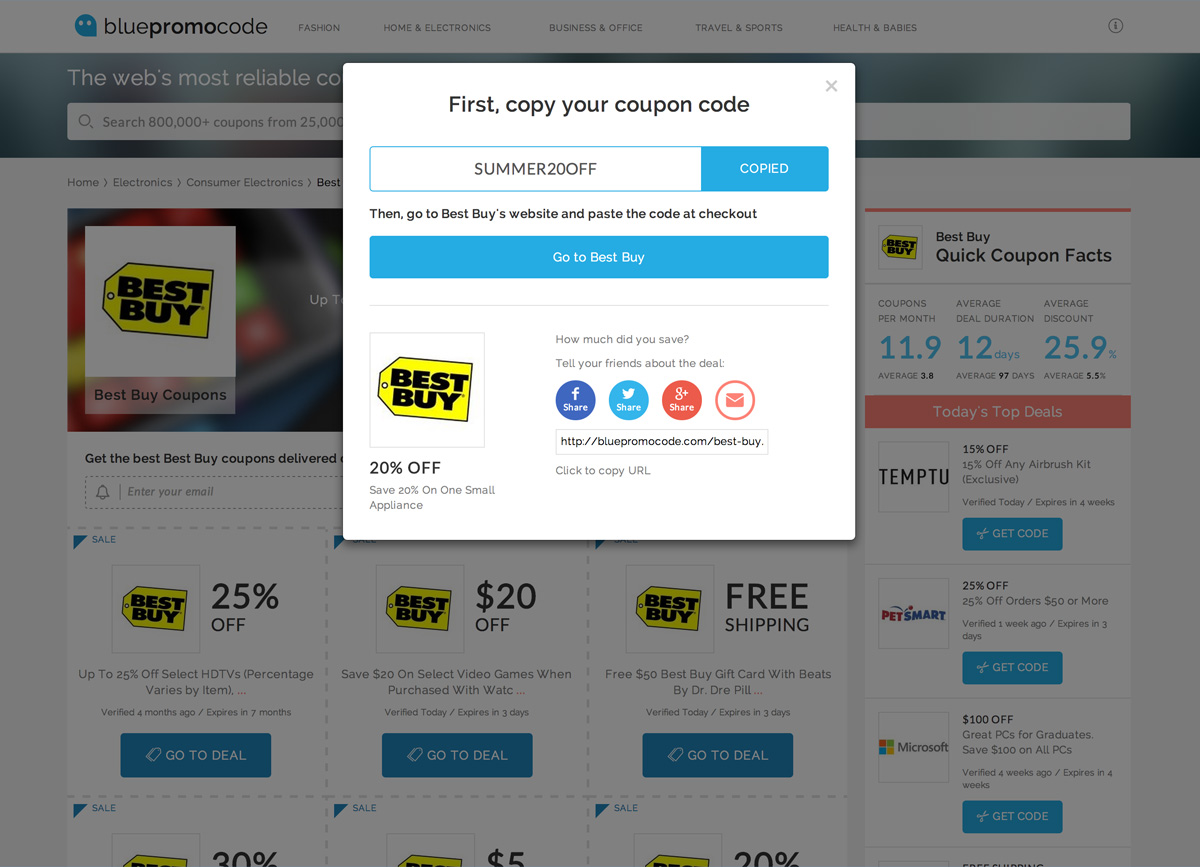 bluepromocode
FASHION
HOME & ELECTRONICS
BUSINESS & OFFICE
TRAVEL & SPORTS
HEALTH & BABIES
The web's most reliable co
Search 800,000+ coupons from 25,000
Home > Electronics > Consumer Electronics > Best
First, copy your coupon code
SUMMER20OFF
COPIED
Then, go to Best Buy's website and paste the code at checkout
Go to Best Buy
BEST
BUY
20% OFF
Save 20% On One Small
Appliance
How much did you save?
Tell your friends about the deal:
f
Share
Share
g+
Share
http://bluepromocode.com/best-buy.
Click to copy URL
BEST
BUY
Up To
Best Buy Coupons
Get the best Best Buy coupons delivered
Enter your email
SALE
BEST
BUY
25%
OFF
Up To 25% Off Select HDTVs (Percentage
Varies by Item), ...
Verified 4 months ago / Expires in 7 months
GO TO DEAL
SALE
BEST
BUY
$20
OFF
Save $20 On Select Video Games When
Purchased With Watc ...
Verified Today / Expires in 3 days
GO TO DEAL
SALE
BEST
BUY
FREE
SHIPPING
Free $50 Best Buy Gift Card With Beats
By Dr. Dre Pill ...
Verified Today / Expires in 3 days
GO TO DEAL
SALE
BEST
30%
SALE
BEST
$5
SALE
BEST
20%
BEST
BUY
Best Buy
Quick Coupon Facts
COUPONS
PER MONTH
11.9
AVERAGE 3.8
AVERAGE
DEAL DURATION
12 days
AVERAGE 97 DAYS
AVERAGE
DISCOUNT
25.9%
AVERAGE 5.5%
Today's Top Deals
TEMPTU
15% OFF
15% Off Any Airbrush Kit
(Exclusive)
Verified Today / Expires in 4 weeks
GET CODE
PETSMART
25% OFF
25% Off Orders $50 or More
Verified 1 week ago / Expires in 3
days
GET CODE
Microsoft
$100 OFF
Great PCs for Graduates.
Save $100 on All PCs
Verified 4 weeks ago / Expires in 4
weeks
GET CODE
FREE SHIPPING